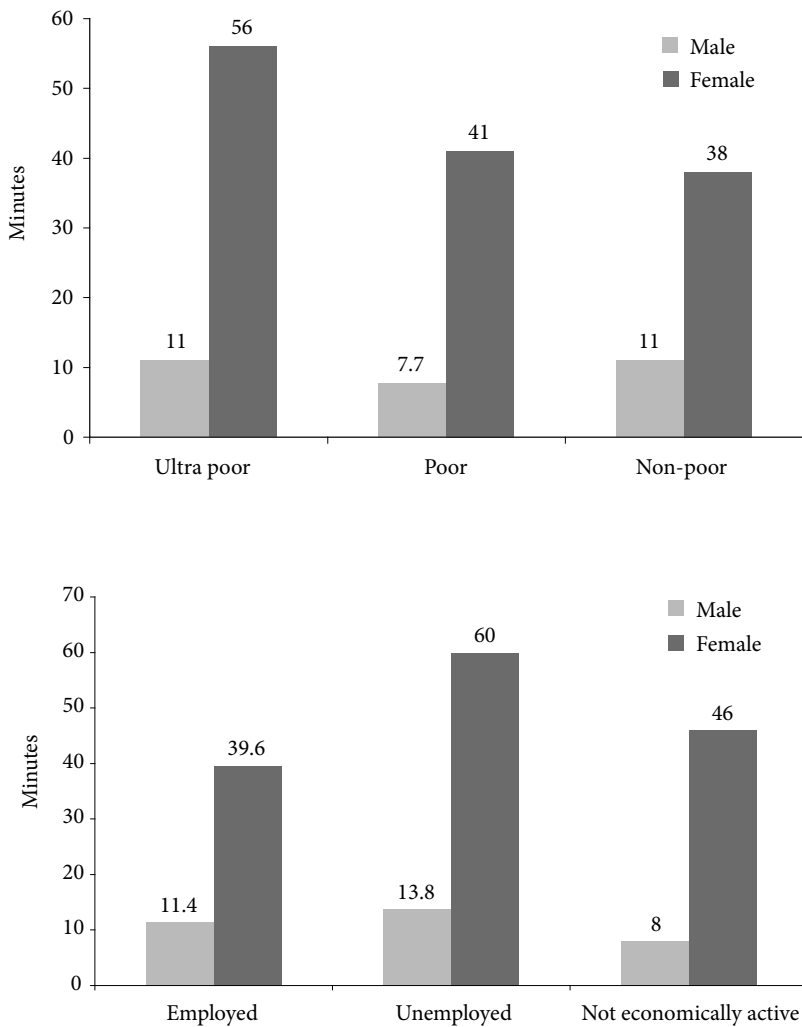 60
50
40
30
20
10
0
Minutes
Male
Female
56
41
38
11
7.7
11
Ultra poor
Poor
Non-poor
70
60
50
40
30
20
10
0
Minutes
Male
Female
39.6
60
46
11.4
13.8
8
Employed
Unemployed
Not economically active